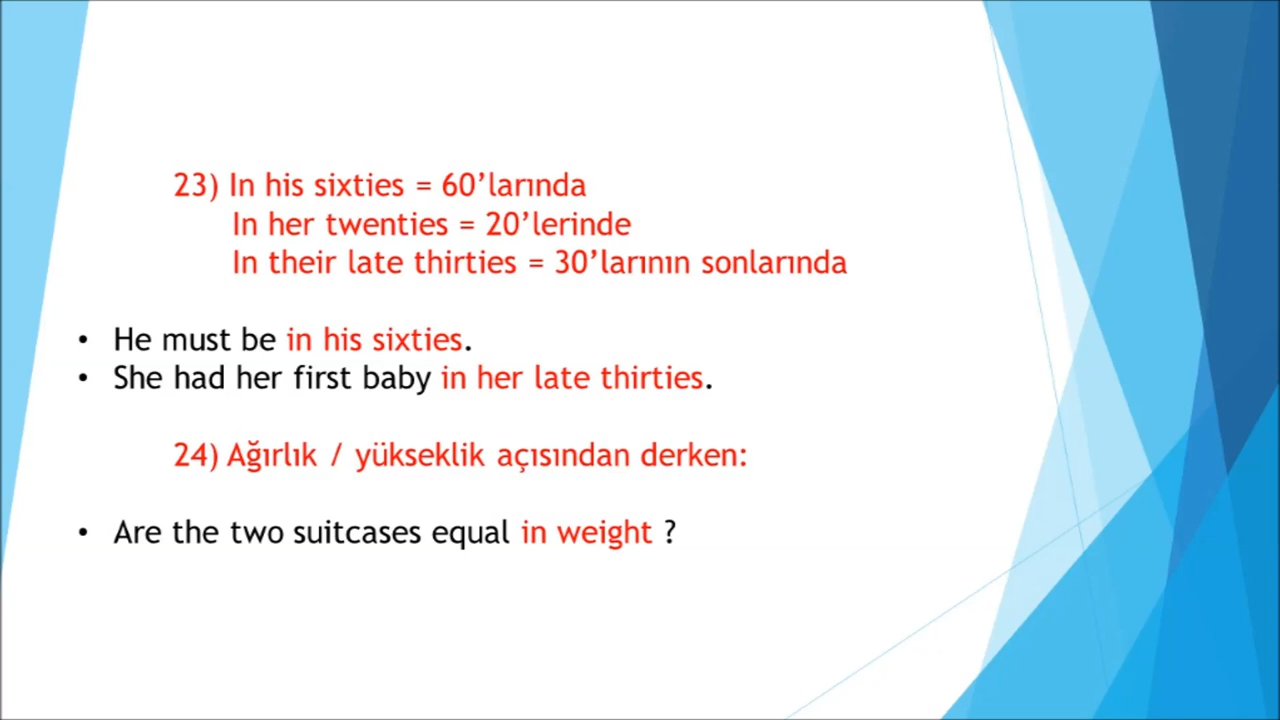 23) In his sixties = 60’larında
In her twenties = 20’lerinde
In their late thirties = 30’larının sonlarında
• He must be in his sixties.
• She had her first baby in her late thirties.
24) Ağırlık / yükseklik açısından derken:
• Are the two suitcases equal in weight ?